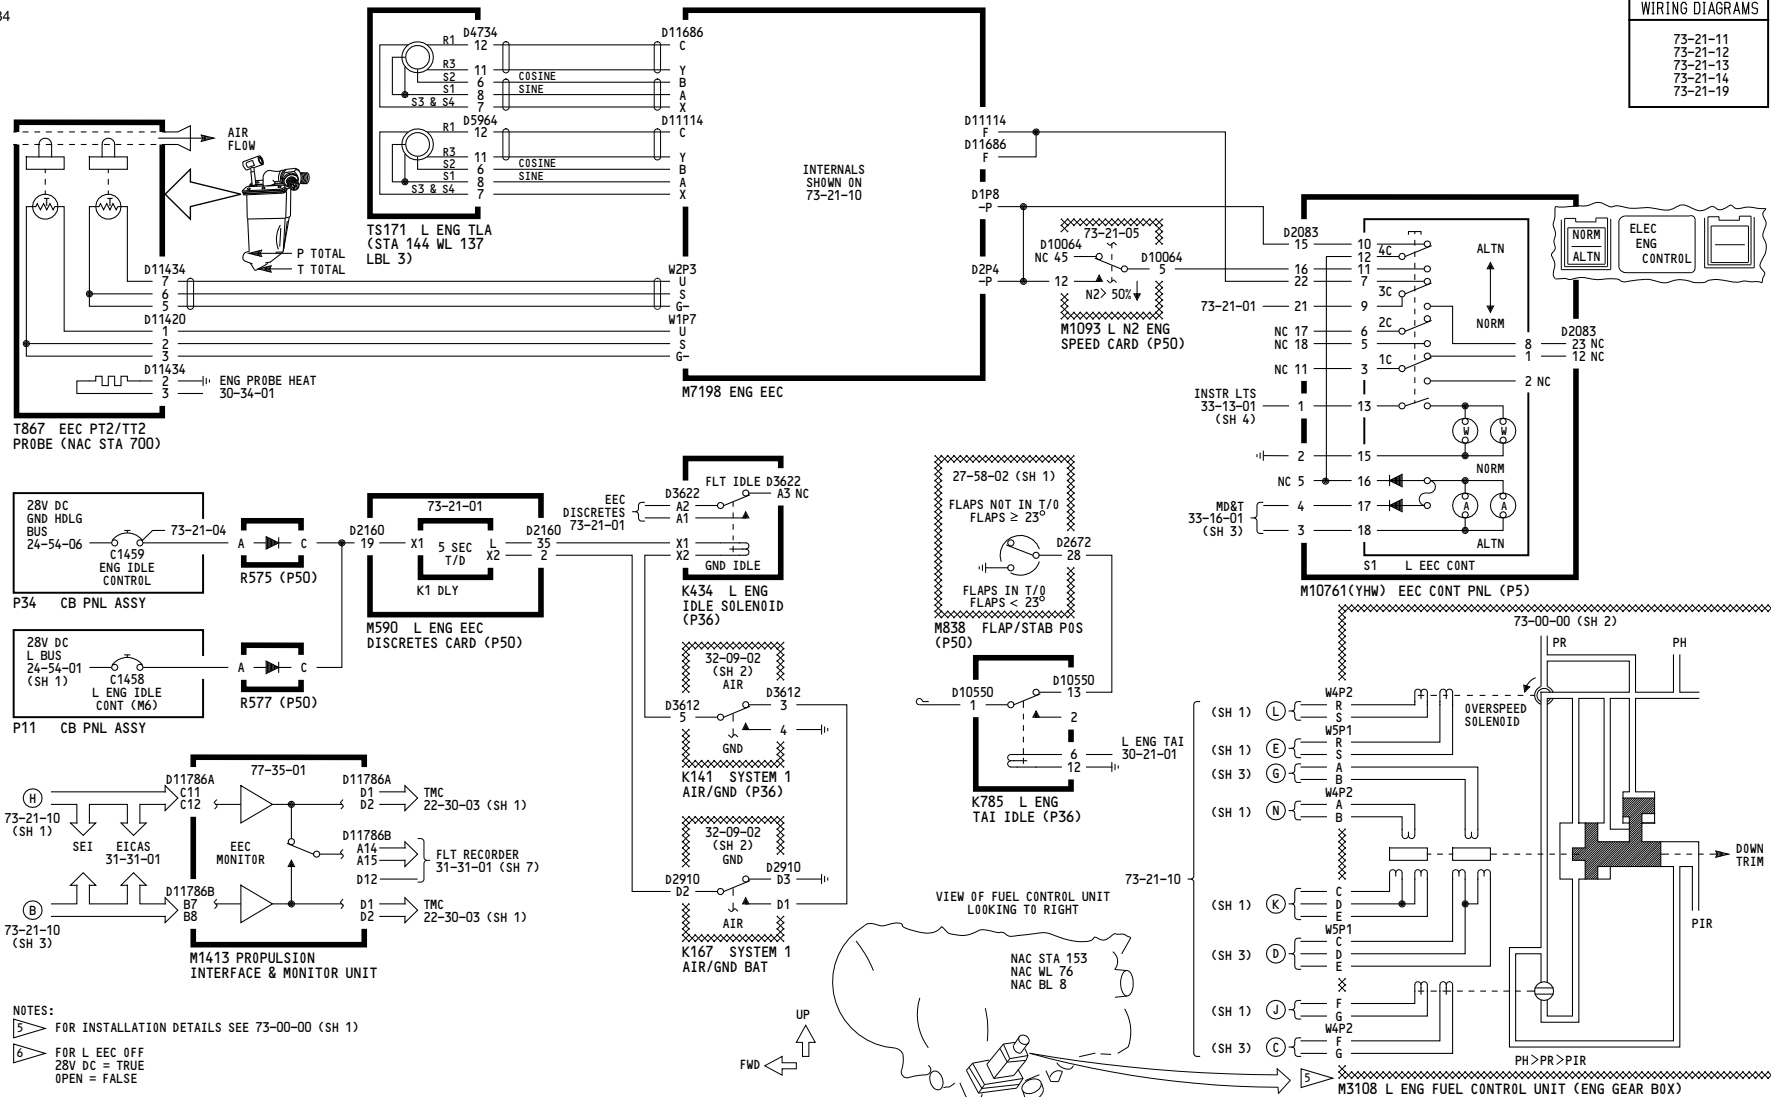 34
WIRING DIAGRAMS
73-21-11
73-21-12
73-21-13
73-21-14
73-21-19
AIR
FLOW
P TOTAL
T TOTAL
D11434
7
6
5
D11420
1
2
3
D11434
2
3
ENG PROBE HEAT
30-34-01
T867 EEC PT2/TT2
PROBE (NAC STA 700)
D4734
R1 12
R3 11
S2 6 COSINE
S1 8 SINE
S3 & S4 7
D5964
R1 12
R3 11
S2 6 COSINE
S1 8 SINE
S3 & S4 7
TS171 L ENG TLA
(STA 144 WL 137
LBL 3)
D11686
C
Y
B
A
X
D11114
C
Y
B
A
X
W2P3
U
S
G-
W1P7
U
S
G-
INTERNALS
SHOWN ON
73-21-10
D11114
F
D11686
F
D1P8
-P
D2P4
-P
M7198 ENG EEC
73-21-05
D10064
NC 45
D10064
5
12
N2> 50%
M1093 L N2 ENG
SPEED CARD (P50)
D2083
15 10
12 4C
16 11
22 7
3C
73-21-01 21 9
2C
NC 17 6
NC 18 5
1C
NC 11 3
INSTR LTS
33-13-01
(SH 4)
1 13
2 15
NC 5 16
MD&T
33-16-01
(SH 3)
4 17
3 18
ALTN
NORM
D2083
8 23 NC
1 12 NC
2 NC
W W
NORM
A A
ALTN
S1 L EEC CONT
M10761(YHW) EEC CONT PNL (P5)
NORM
ALTN
ELEC
ENG
CONTROL
28V DC
GND HDLG
BUS
24-54-06
73-21-04
C1459
ENG IDLE
CONTROL
P34 CB PNL ASSY
A C
R575 (P50)
28V DC
L BUS
24-54-01
(SH 1)
C1458
L ENG IDLE
CONT (M6)
P11 CB PNL ASSY
A C
R577 (P50)
73-21-01
D2160
19 X1
5 SEC
T/D
L
X2
D2160
35
2
K1 DLY
M590 L ENG EEC
DISCRETES CARD (P50)
EEC
DISCRETES
73-21-01
FLT IDLE
D3622
A2
A1
D3622
A3 NC
X1
X2
GND IDLE
K434 L ENG
IDLE SOLENOID
(P36)
32-09-02
(SH 2)
AIR
D3612
5
D3612
3
4
GND
K141 SYSTEM 1
AIR/GND (P36)
32-09-02
(SH 2)
GND
D2910
D2
D2910
D3
D1
AIR
K167 SYSTEM 1
AIR/GND BAT
27-58-02 (SH 1)
FLAPS NOT IN T/O
FLAPS ≥ 23°
D2672
28
FLAPS IN T/O
FLAPS < 23°
M838 FLAP/STAB POS
(P50)
D10550
1
D10550
13
2
6
12
L ENG TAI
30-21-01
K785 L ENG
TAI IDLE (P36)
H
73-21-10
(SH 1)
SEI
EICAS
31-31-01
B
73-21-10
(SH 3)
77-35-01
D11786A
C11
C12
D11786A
D1
D2
TMC
22-30-03 (SH 1)
EEC
MONITOR
D11786B
A14
A15
D12
FLT RECORDER
31-31-01 (SH 7)
D11786B
B7
B8
D1
D2
TMC
22-30-03 (SH 1)
M1413 PROPULSION
INTERFACE & MONITOR UNIT
NOTES:
5 FOR INSTALLATION DETAILS SEE 73-00-00 (SH 1)
6 FOR L EEC OFF
28V DC = TRUE
OPEN = FALSE
VIEW OF FUEL CONTROL UNIT
LOOKING TO RIGHT
NAC STA 153
NAC WL 76
NAC BL 8
UP
FWD
5
73-21-10
W4P2
(SH 1) L R
S
W5P1
(SH 1) E R
S
(SH 3) G A
B
W4P2
(SH 1) N A
B
(SH 1) K C
D
E
W5P1
(SH 3) D C
D
E
(SH 1) J F
G
W4P2
(SH 3) C F
G
73-00-00 (SH 2)
PR
PH
OVERSPEED
SOLENOID
DOWN
TRIM
PIR
PH>PR>PIR
M3108 L ENG FUEL CONTROL UNIT (ENG GEAR BOX)